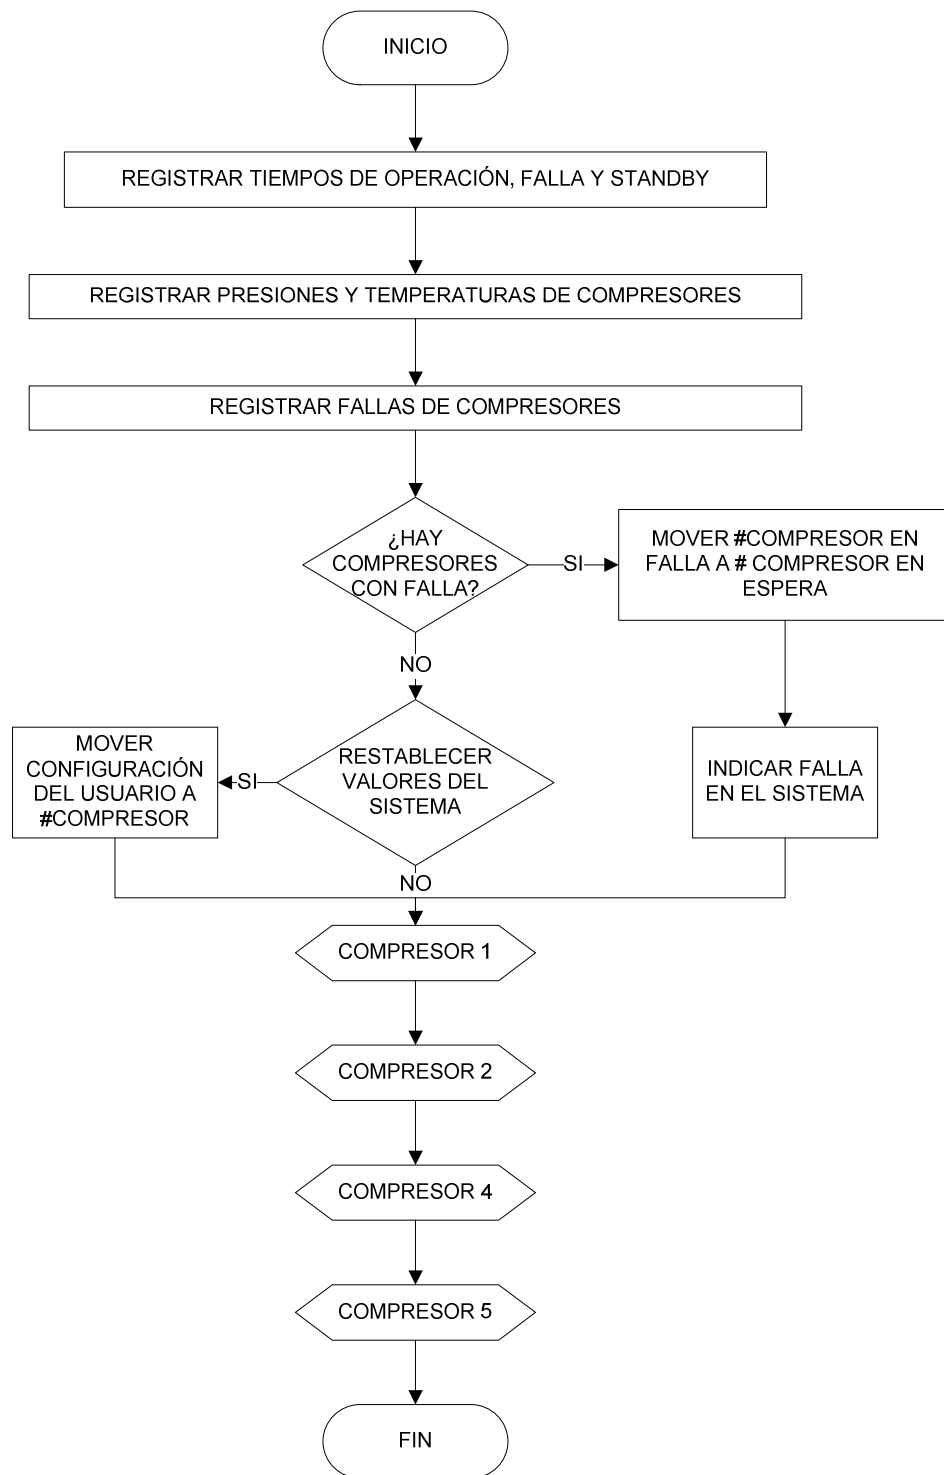 INICIO
REGISTRAR TIEMPOS DE OPERACIÓN, FALLA Y STANDBY
REGISTRAR PRESIONES Y TEMPERATURAS DE COMPRESORES
REGISTRAR FALLAS DE COMPRESORES
¿HAY
COMPRESORES
CON FALLA?
SI
MOVER #COMPRESOR EN
FALLA A # COMPRESOR EN
ESPERA
NO
MOVER
CONFIGURACIÓN
DEL USUARIO A
#COMPRESOR
SI
RESTABLECER
VALORES DEL
SISTEMA
INDICAR FALLA
EN EL SISTEMA
NO
COMPRESOR 1
COMPRESOR 2
COMPRESOR 4
COMPRESOR 5
FIN